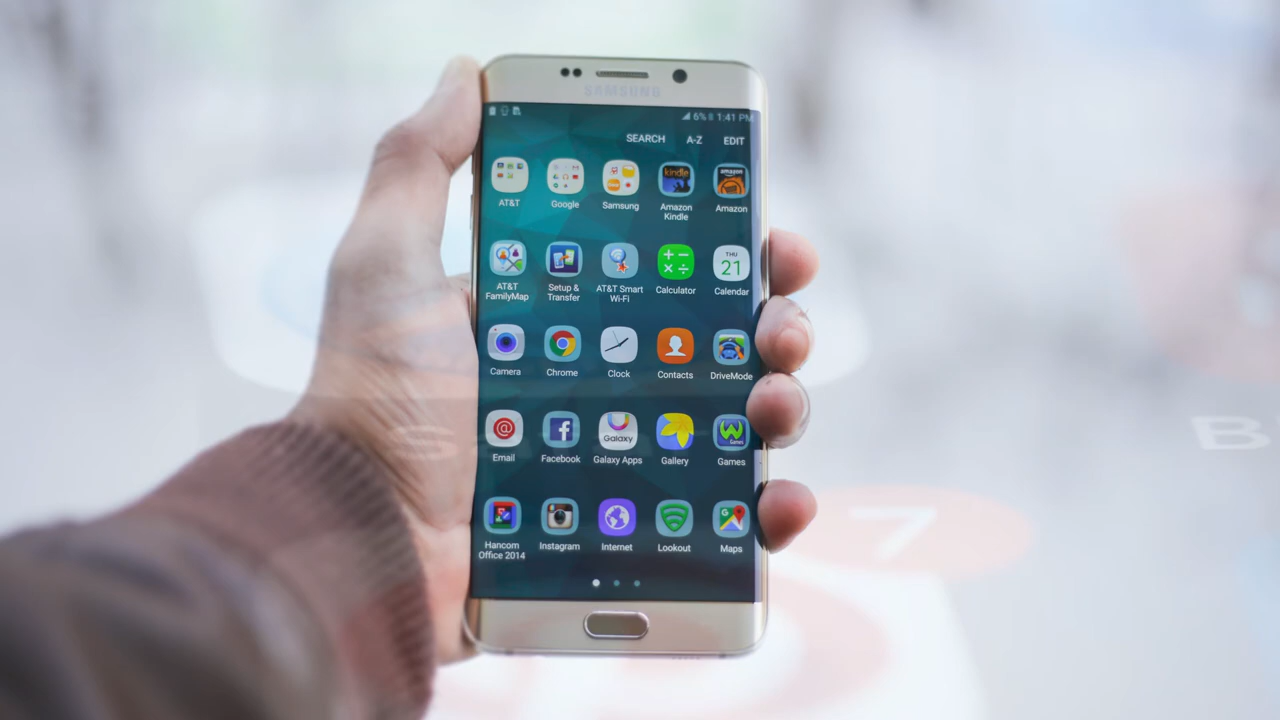 SAMSUNG
6% 1:41 PM
SEARCH A-Z EDIT
AT&T Google Samsung Amazon Kindle Amazon
kindle
amazon
AT&T FamilyMap Setup & Transfer AT&T Smart Wi-Fi Calculator Calendar
THU
21
Camera Chrome Clock Contacts DriveMode
Email Facebook Galaxy Apps Gallery Games
Galaxy
Games
Hancom Office 2014 Instagram Internet Lookout Maps
B
7